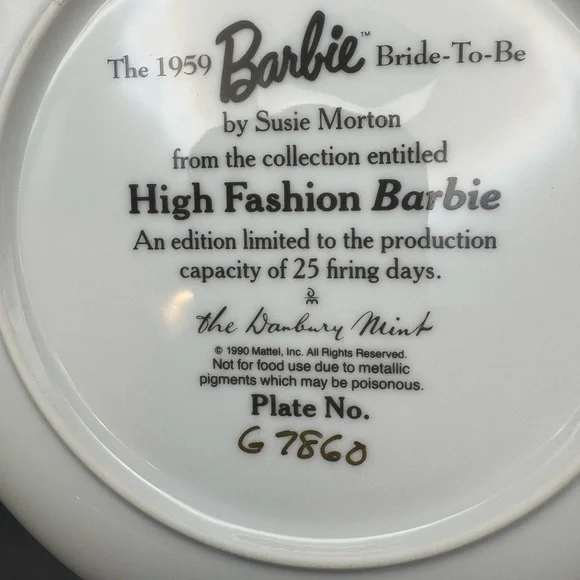 The 1959 Barbie™ Bride-To-Be
by Susie Morton
from the collection entitled
High Fashion Barbie
An edition limited to the production
capacity of 25 firing days.
DM
the Danbury Mint
© 1990 Mattel, Inc. All Rights Reserved.
Not for food use due to metallic
pigments which may be poisonous.
Plate No.
G 7860